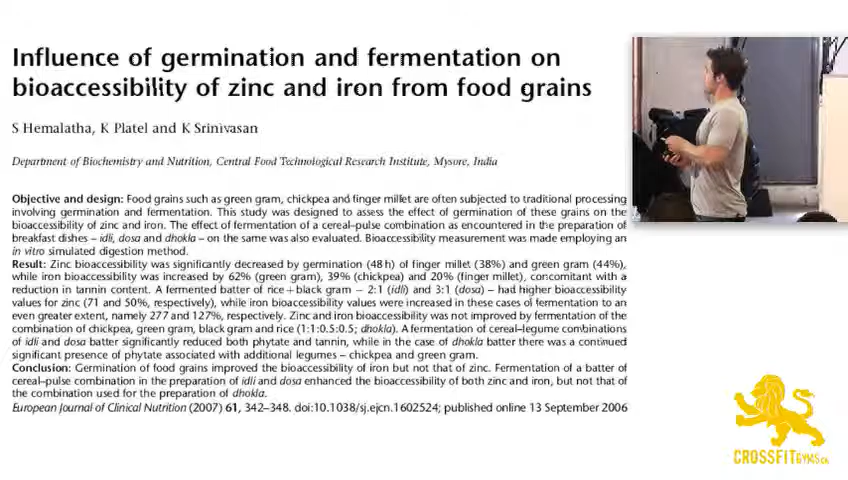 Influence of germination and fermentation on
bioaccessibility of zinc and iron from food grains
S Hemalatha, K Platel and K Srinivasan
Department of Biochemistry and Nutrition, Central Food Technological Research Institute, Mysore, India
Objective and design: Food grains such as green gram, chickpea and finger millet are often subjected to traditional processing
involving germination and fermentation. This study was designed to assess the effect of germination of these grains on the
bioaccessibility of zinc and iron. The effect of fermentation of a cereal–pulse combination as encountered in the preparation of
breakfast dishes – idli, dosa and dhokla – on the same was also evaluated. Bioaccessibility measurement was made employing an
in vitro simulated digestion method.
Result: Zinc bioaccessibility was significantly decreased by germination (48 h) of finger millet (38%) and green gram (44%),
while iron bioaccessibility was increased by 62% (green gram), 39% (chickpea) and 20% (finger millet), concomitant with a
reduction in tannin content. A fermented batter of rice+black gram – 2:1 (idli) and 3:1 (dosa) – had higher bioaccessibility
values for zinc (71 and 50%, respectively), while iron bioaccessibility values were increased in these cases of fermentation to an
even greater extent, namely 277 and 127%, respectively. Zinc and iron bioaccessibility was not improved by fermentation of the
combination of chickpea, green gram, black gram and rice (1:1:0.5:0.5; dhokla). A fermentation of cereal–legume combinations
of idli and dosa batter significantly reduced both phytate and tannin, while in the case of dhokla batter there was a continued
significant presence of phytate associated with additional legumes – chickpea and green gram.
Conclusion: Germination of food grains improved the bioaccessibility of iron but not that of zinc. Fermentation of a batter of
cereal–pulse combination in the preparation of idli and dosa enhanced the bioaccessibility of both zinc and iron, but not that of
the combination used for the preparation of dhokla.
European Journal of Clinical Nutrition (2007) 61, 342–348. doi:10.1038/sj.ejcn.1602524; published online 13 September 2006
CROSSFITGYMS.CA